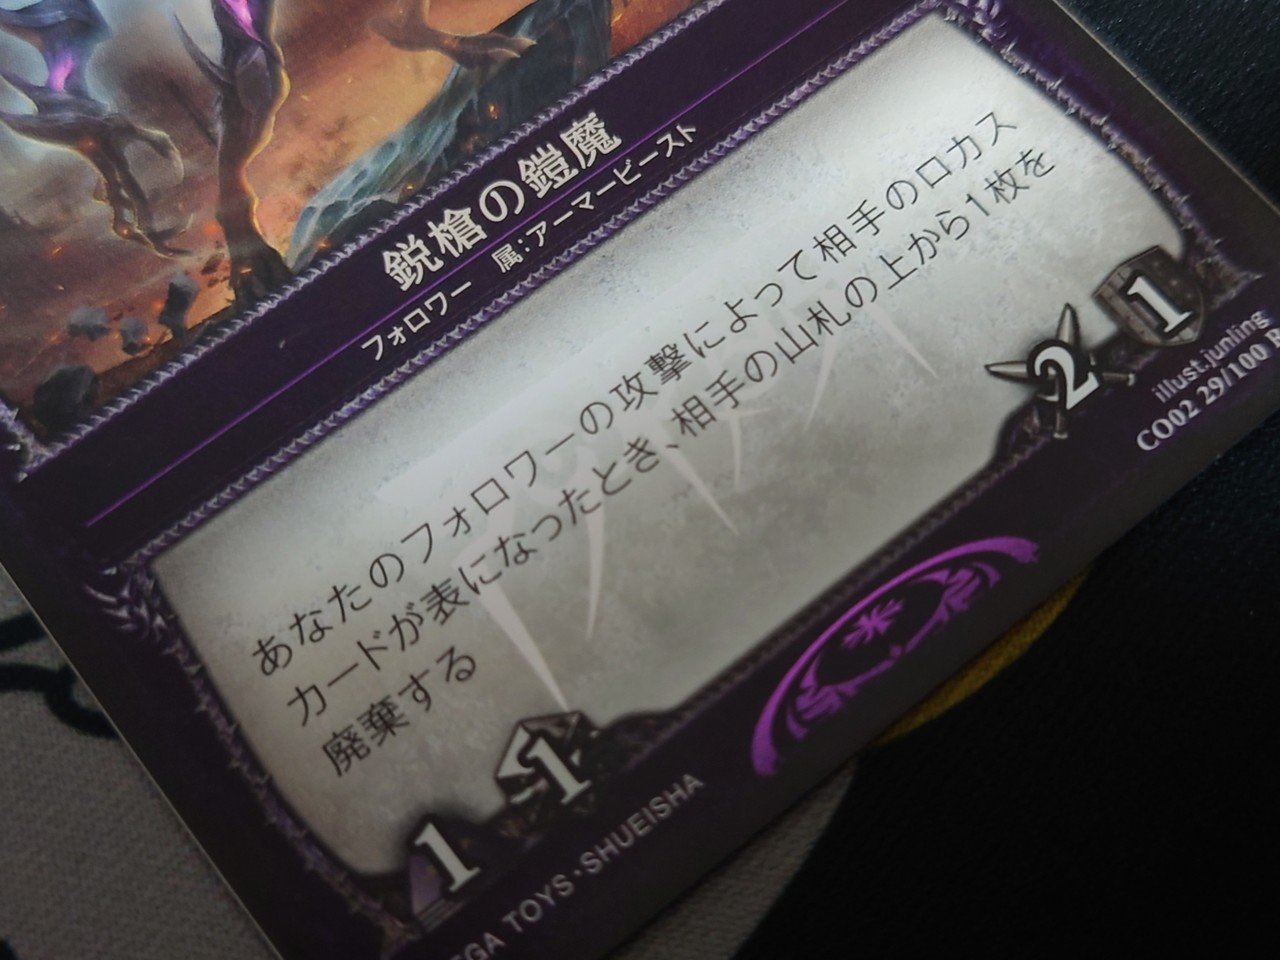 鋭槍の鎧魔
フォロワー 属：アーマービースト
あなたのフォロワーの攻撃によって相手のロカス
カードが表になったとき、相手の山札の上から1枚を
廃棄する
2 1
1 1
illust.junling
CO02 29/100
TOYS・SHUEISHA